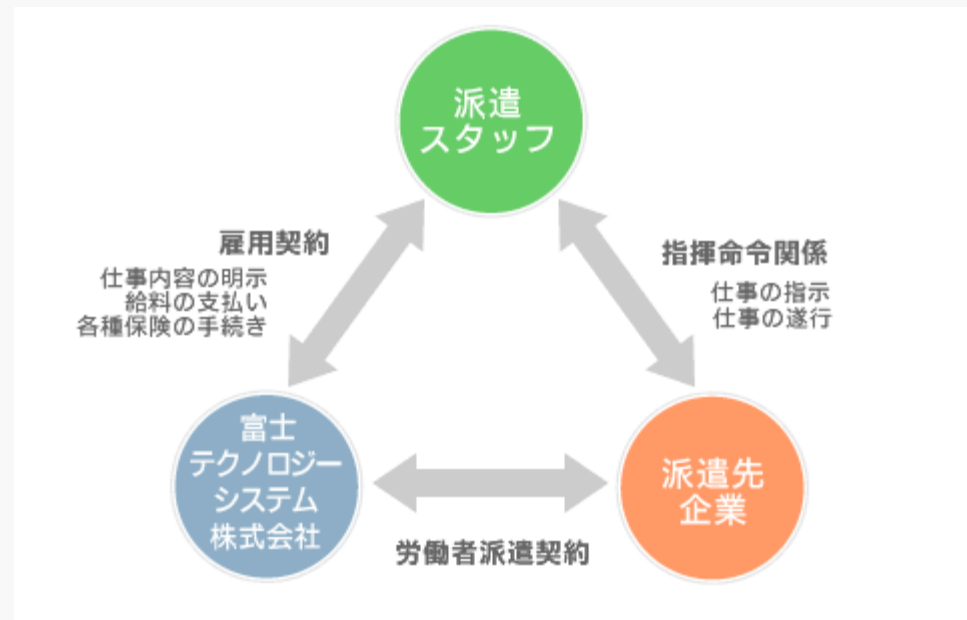 派遣
スタッフ
雇用契約
仕事内容の明示
給料の支払い
各種保険の手続き
指揮命令関係
仕事の指示
仕事の遂行
富士
テクノロジー
システム
株式会社
派遣先
企業
労働者派遣契約